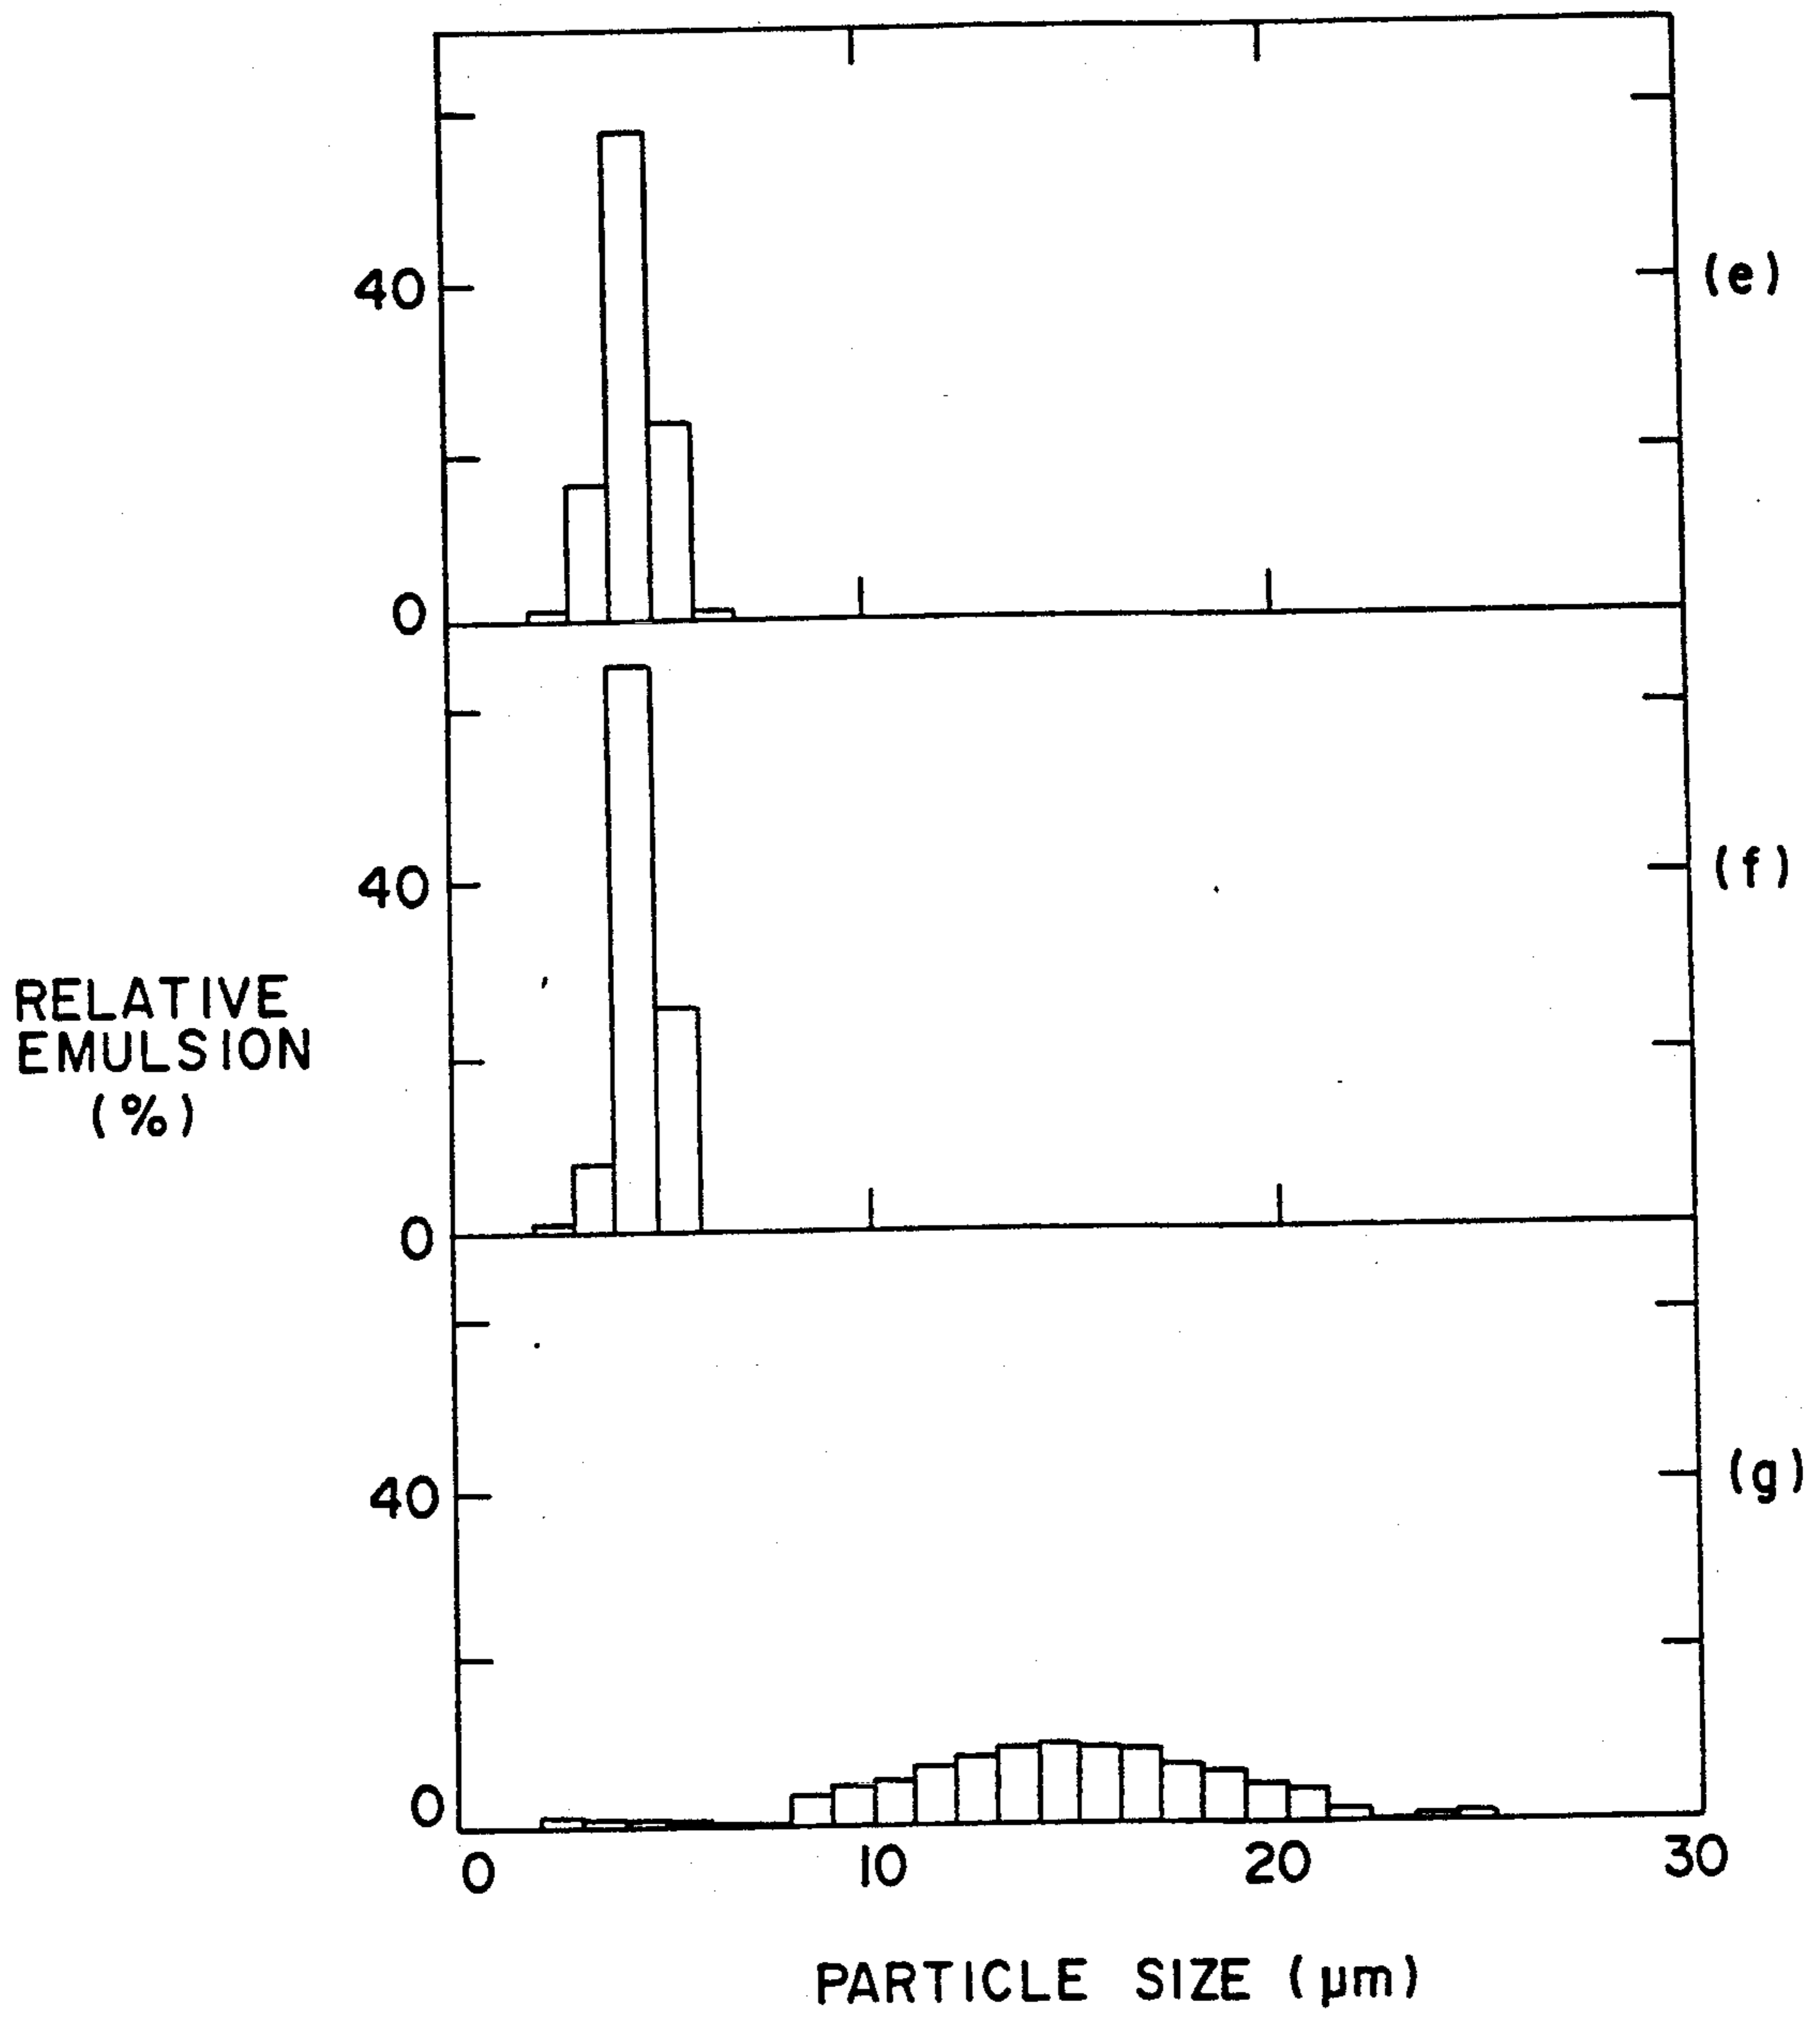 40
(e)
0
40
(f)
RELATIVE
EMULSION
(%)
0
40
(g)
0
0 10 20 30
PARTICLE SIZE (μm)